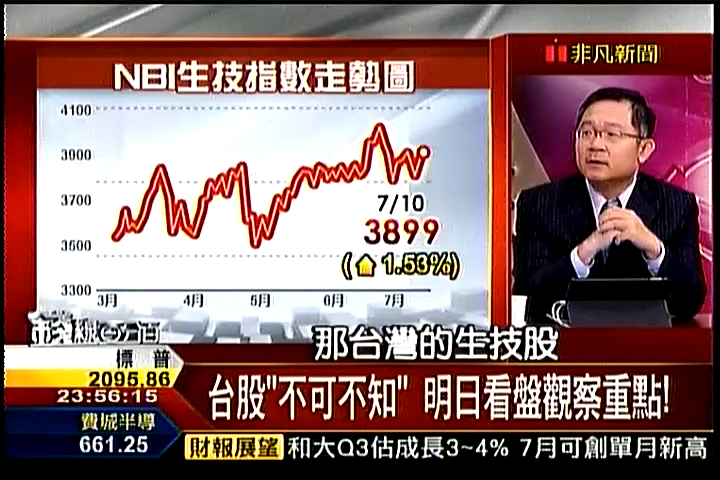 NBI生技指數走勢圖
非凡新聞
4100
3900
3700
3500
3300
3月
4月
5月
6月
7月
7/10
3899
(1.53%)
那台灣的生技股
標普
2095.86
23:56:15
台股"不可不知" 明日看盤觀察重點!
費城半導
661.25
財報展望
和大Q3估成長3~4% 7月可創單月新高